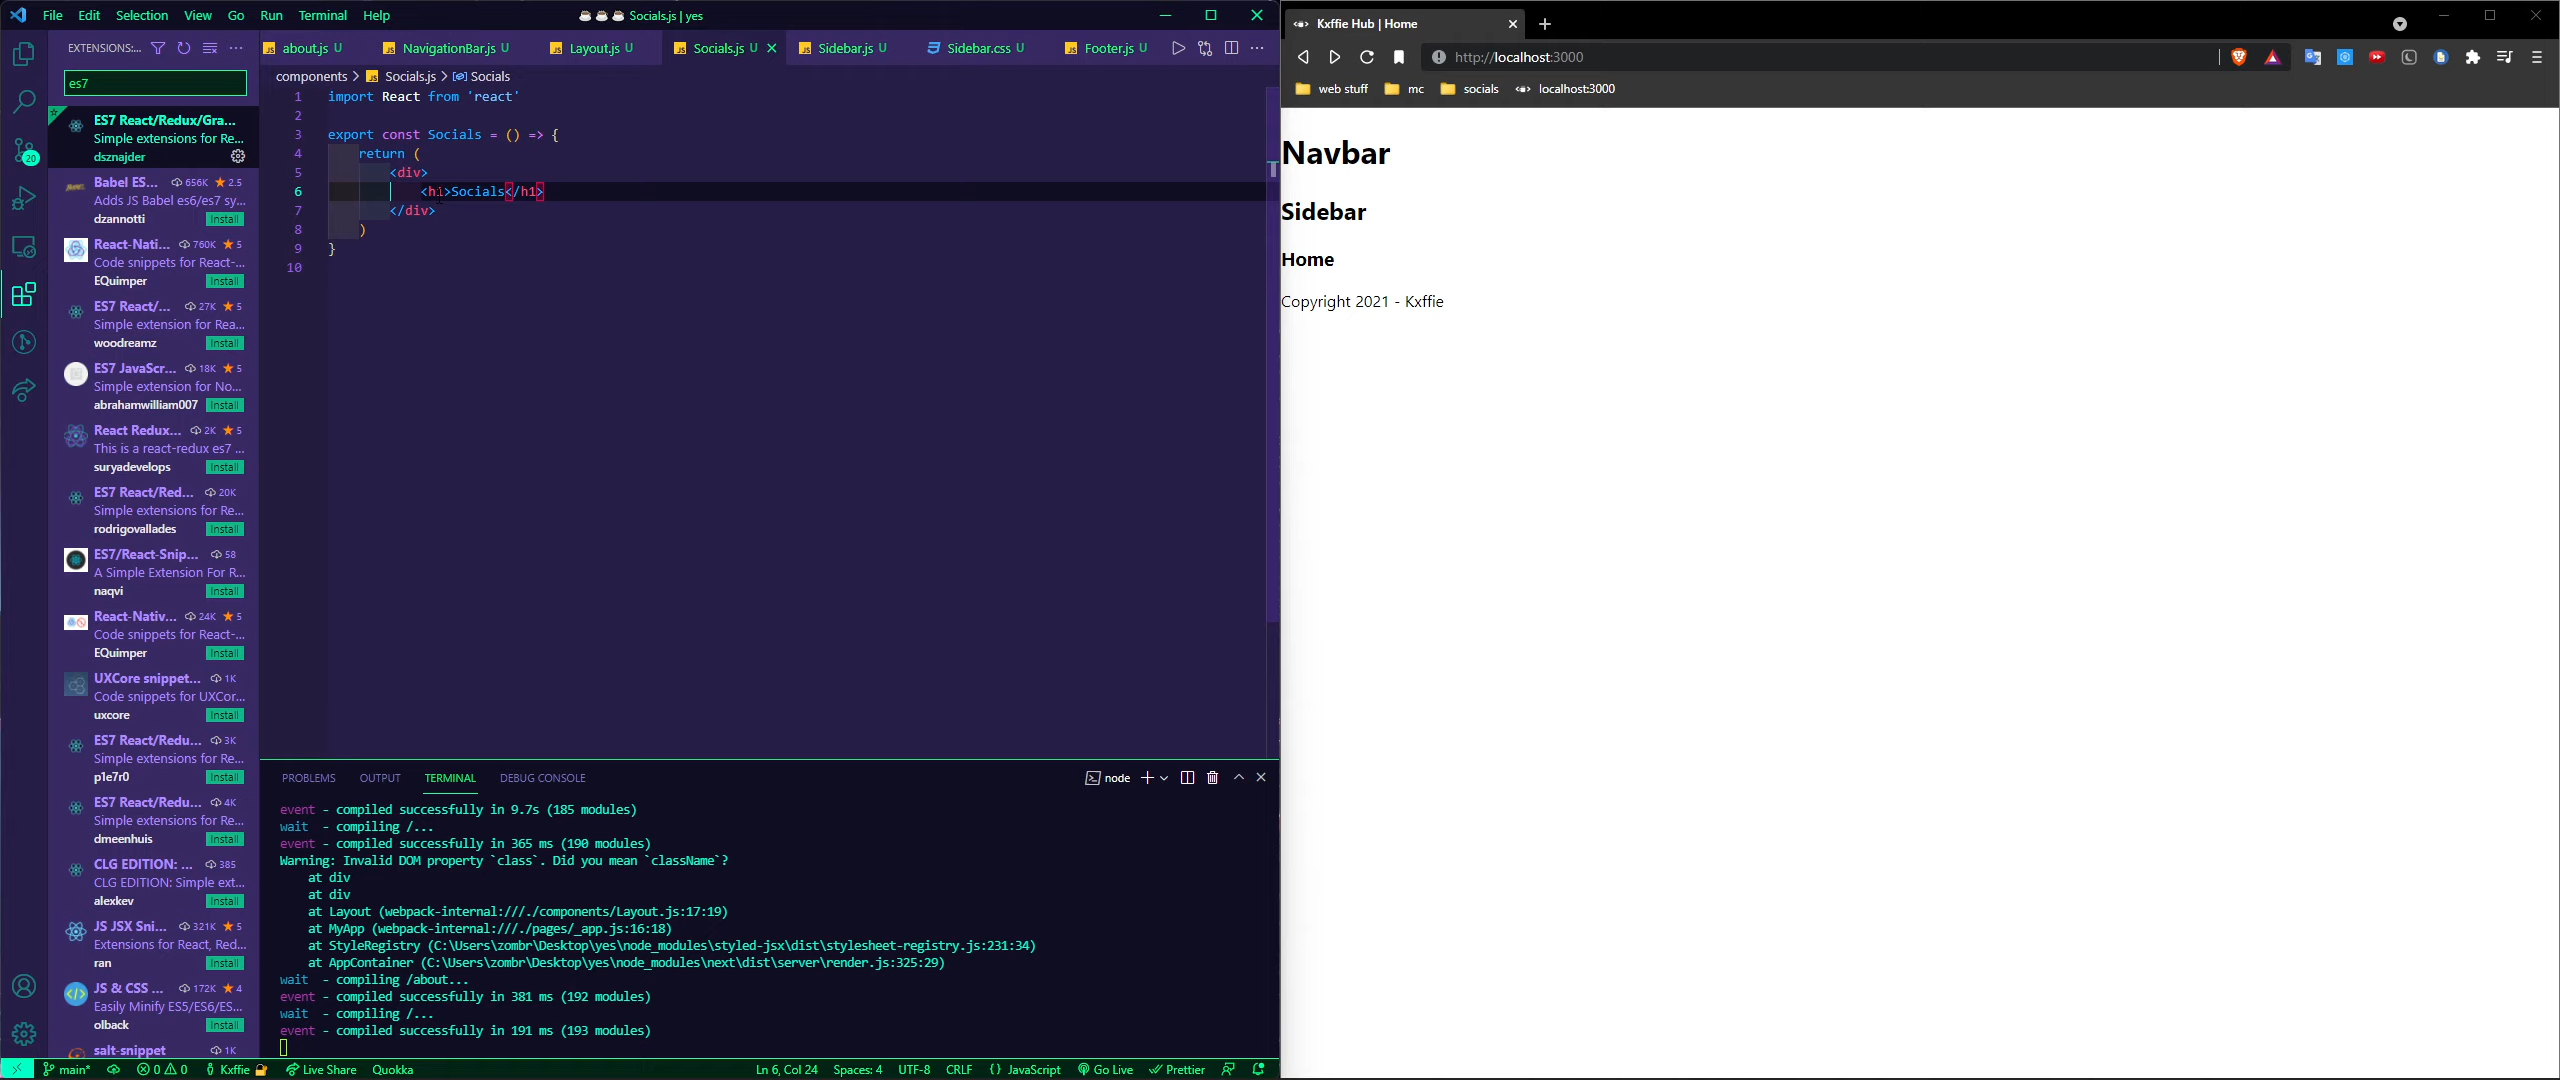 File Edit Selection View Go Run Terminal Help
Socials.js | yes
EXTENSIONS:...
es7
ES7 React/Redux/Gra...
Simple extensions for Re...
dsznajder
Babel ES... 656K 2.5
Adds JS Babel es6/es7 sy...
dzannotti Install
React-Nati... 760K 5
Code snippets for React-...
EQuimper Install
ES7 React/... 27K 5
Simple extension for Rea...
woodreamz Install
ES7 JavaScr... 18K 5
Simple extension for No...
abrahamwilliam007 Install
React Redux... 2K 5
This is a react-redux es7 ...
suryadevelops Install
ES7 React/Red... 20K
Simple extensions for Re...
rodrigovallades Install
ES7/React-Snip... 58
A Simple Extension For R...
naqvi Install
React-Nativ... 24K 5
Code snippets for React-...
EQuimper Install
UXCore snippet... 1K
Code snippets for UXCor...
uxcore Install
ES7 React/Redu... 3K
Simple extensions for Re...
p1e7r0 Install
ES7 React/Redu... 4K
Simple extensions for Re...
dmeenhuis Install
CLG EDITION: ... 385
CLG EDITION: Simple ext...
alexkev Install
JS JSX Sni... 321K 5
Extensions for React, Red...
ran Install
JS & CSS ... 172K 4
Easily Minify ES5/ES6/ES...
olback Install
salt-snippet 1K
20
about.js U NavigationBar.js U Layout.js U Socials.js U Sidebar.js U Sidebar.css U Footer.js U
components > JS Socials.js > Socials
1 import React from 'react'
2
3 export const Socials = () => {
4 return (
5 <div>
6 <h1>Socials</h1>
7 </div>
8 )
9 }
10
PROBLEMS OUTPUT TERMINAL DEBUG CONSOLE node
event - compiled successfully in 9.7s (185 modules)
wait - compiling /...
event - compiled successfully in 365 ms (190 modules)
Warning: Invalid DOM property `class`. Did you mean `className`?
at div
at div
at Layout (webpack-internal:///./components/Layout.js:17:19)
at MyApp (webpack-internal:///./pages/_app.js:16:18)
at StyleRegistry (C:\Users\zombr\Desktop\yes\node_modules\styled-jsx\dist\stylesheet-registry.js:231:34)
at AppContainer (C:\Users\zombr\Desktop\yes\node_modules\next\dist\server\render.js:325:29)
wait - compiling /about...
event - compiled successfully in 381 ms (192 modules)
wait - compiling /...
event - compiled successfully in 191 ms (193 modules)
main* 0 0 Kxffie Live Share Quokka Ln 6, Col 24 Spaces: 4 UTF-8 CRLF {} JavaScript Go Live Prettier
Kxffie Hub | Home
http://localhost:3000
web stuff mc socials localhost:3000
Navbar
Sidebar
Home
Copyright 2021 - Kxffie